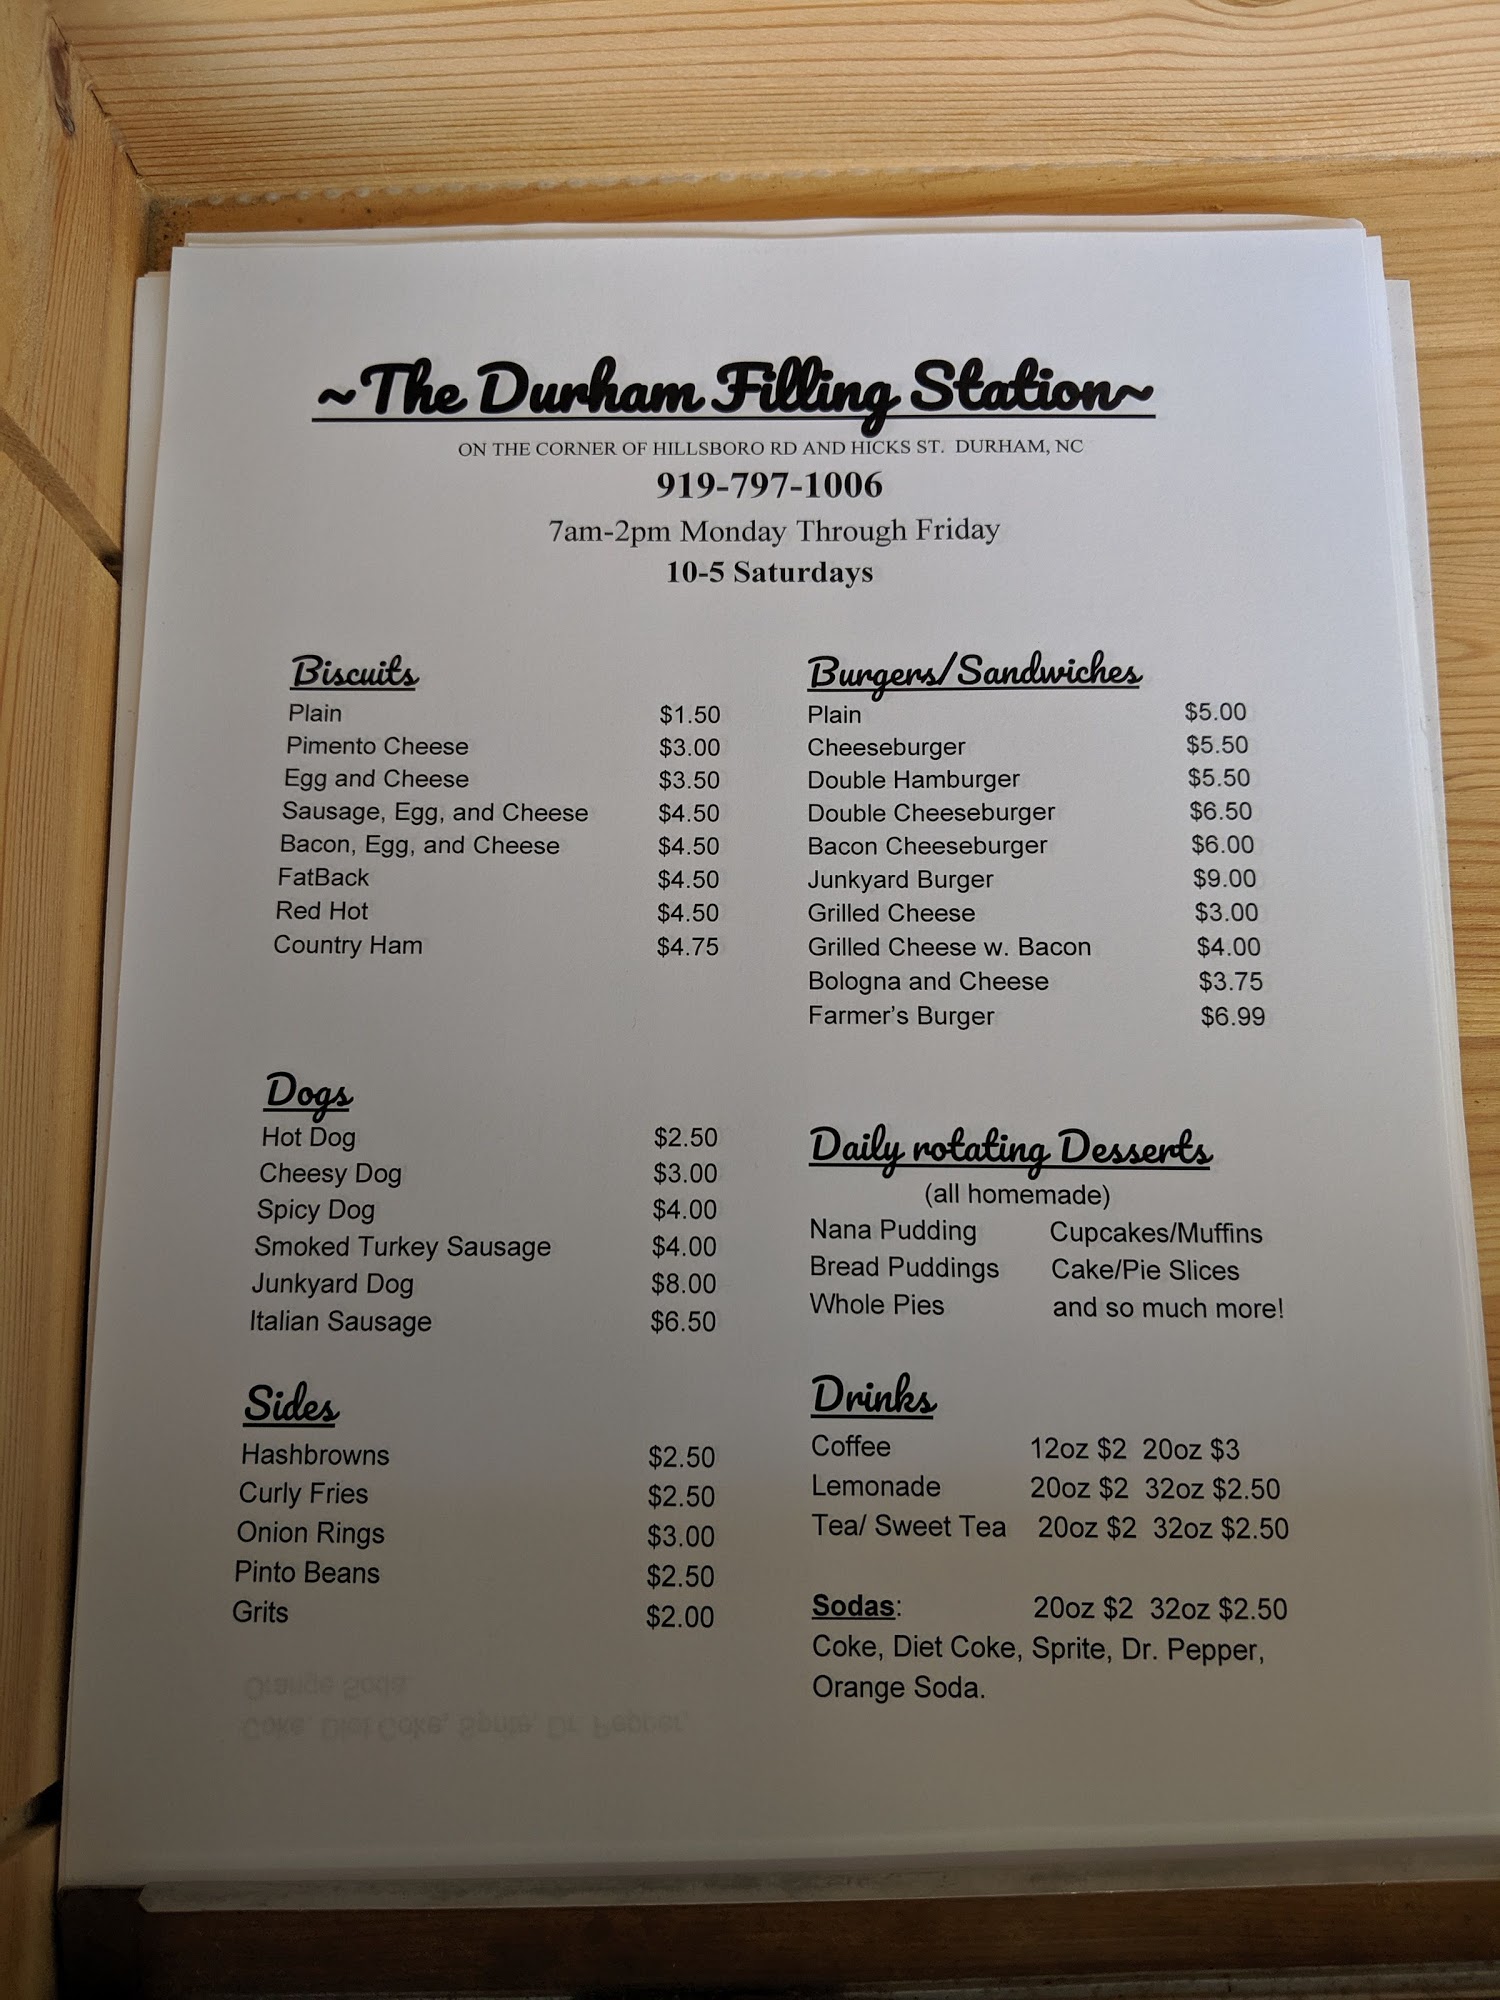 ~The Durham Filling Station~
ON THE CORNER OF HILLSBORO RD AND HICKS ST. DURHAM, NC
919-797-1006
7am-2pm Monday Through Friday
10-5 Saturdays
Biscuits
Plain $1.50
Pimento Cheese $3.00
Egg and Cheese $3.50
Sausage, Egg, and Cheese $4.50
Bacon, Egg, and Cheese $4.50
FatBack $4.50
Red Hot $4.50
Country Ham $4.75
Dogs
Hot Dog $2.50
Cheesy Dog $3.00
Spicy Dog $4.00
Smoked Turkey Sausage $4.00
Junkyard Dog $8.00
Italian Sausage $6.50
Sides
Hashbrowns $2.50
Curly Fries $2.50
Onion Rings $3.00
Pinto Beans $2.50
Grits $2.00
Burgers/Sandwiches
Plain $5.00
Cheeseburger $5.50
Double Hamburger $5.50
Double Cheeseburger $6.50
Bacon Cheeseburger $6.00
Junkyard Burger $9.00
Grilled Cheese $3.00
Grilled Cheese w. Bacon $4.00
Bologna and Cheese $3.75
Farmer's Burger $6.99
Daily rotating Desserts
(all homemade)
Nana Pudding Cupcakes/Muffins
Bread Puddings Cake/Pie Slices
Whole Pies and so much more!
Drinks
Coffee 12oz $2 20oz $3
Lemonade 20oz $2 32oz $2.50
Tea/ Sweet Tea 20oz $2 32oz $2.50
Sodas: 20oz $2 32oz $2.50
Coke, Diet Coke, Sprite, Dr. Pepper,
Orange Soda.
Orange Soda
Coke, Diet Coke, Sprite, Dr. Pepper,